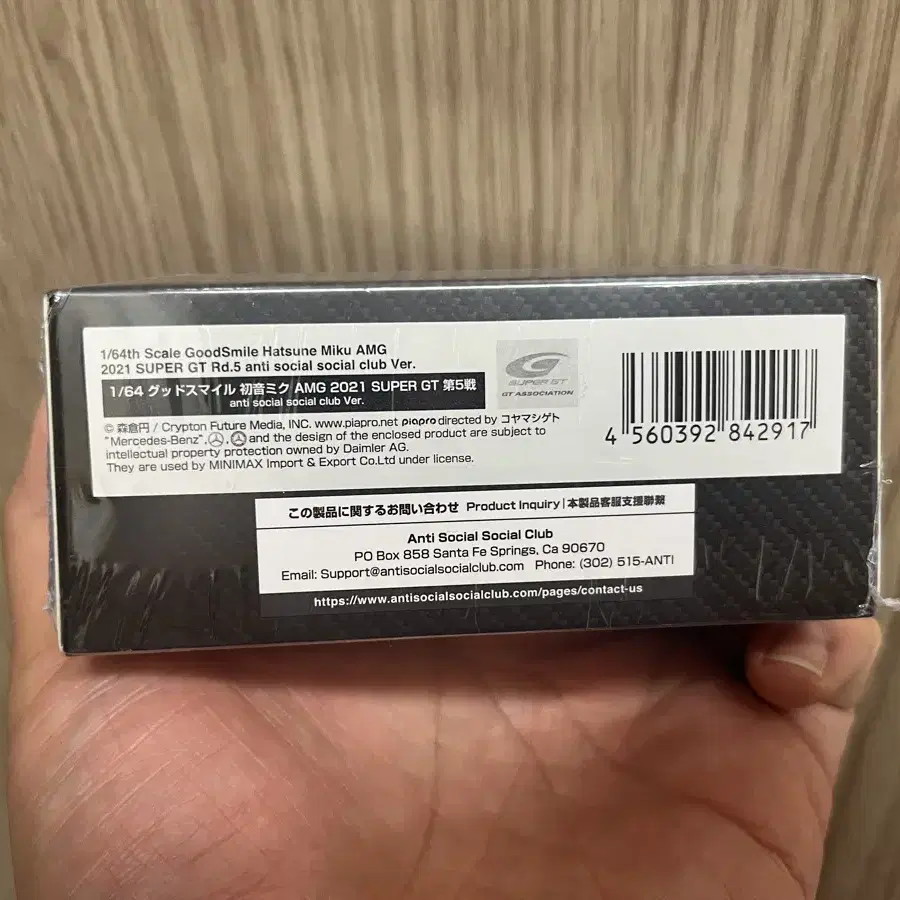 1/64th Scale GoodSmile Hatsune Miku AMG
2021 SUPER GT Rd.5 anti social social club Ver.
1/64 グッドスマイル 初音ミク AMG 2021 SUPER GT 第5戦
anti social social club Ver.
© 森倉円 / Crypton Future Media, INC. www.piapro.net piapro directed by コヤマシゲト
"Mercedes-Benz", and the design of the enclosed product are subject to
intellectual property protection owned by Daimler AG.
They are used by MINIMAX Import & Export Co.Ltd under license.
SUPER GT
GT ASSOCIATION
4 560392 842917
この製品に関するお問い合わせ Product Inquiry | 本製品客服支援聯繫
Anti Social Social Club
PO Box 858 Santa Fe Springs, Ca 90670
Email: Support@antisocialsocialclub.com Phone: (302) 515-ANTI
https://www.antisocialsocialclub.com/pages/contact-us